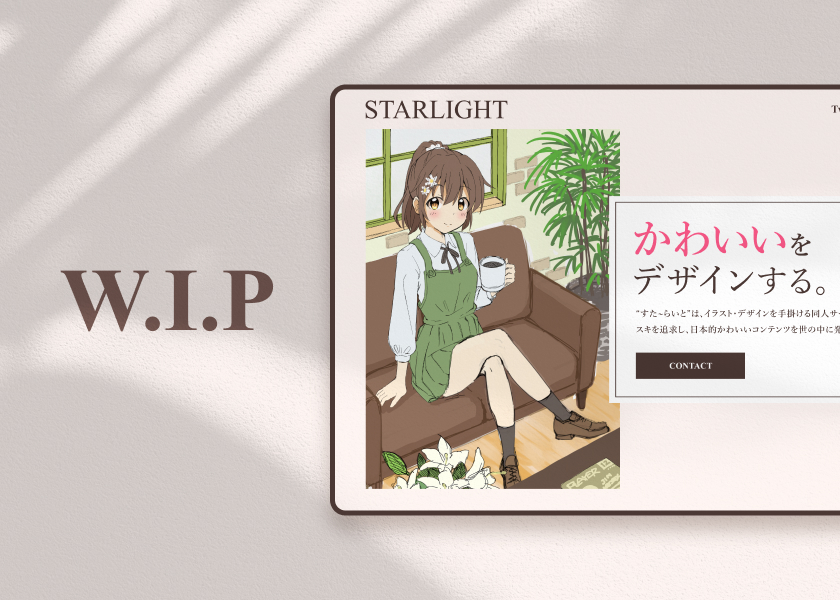 W.I.P
STARLIGHT
かわいいを
デザインする。
“すた~らいと”は、イラスト・デザインを手掛ける同人サー
スキを追求し、日本的かわいいコンテンツを世の中に発
CONTACT